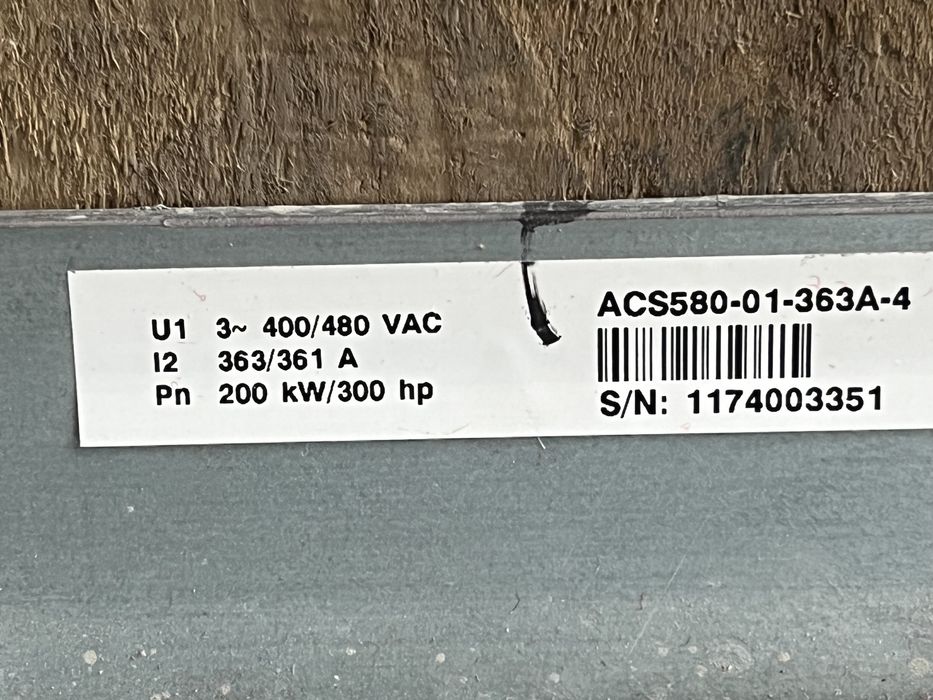 U1 3~ 400/480 VAC
I2 363/361 A
Pn 200 kW/300 hp
ACS580-01-363A-4
S/N: 1174003351